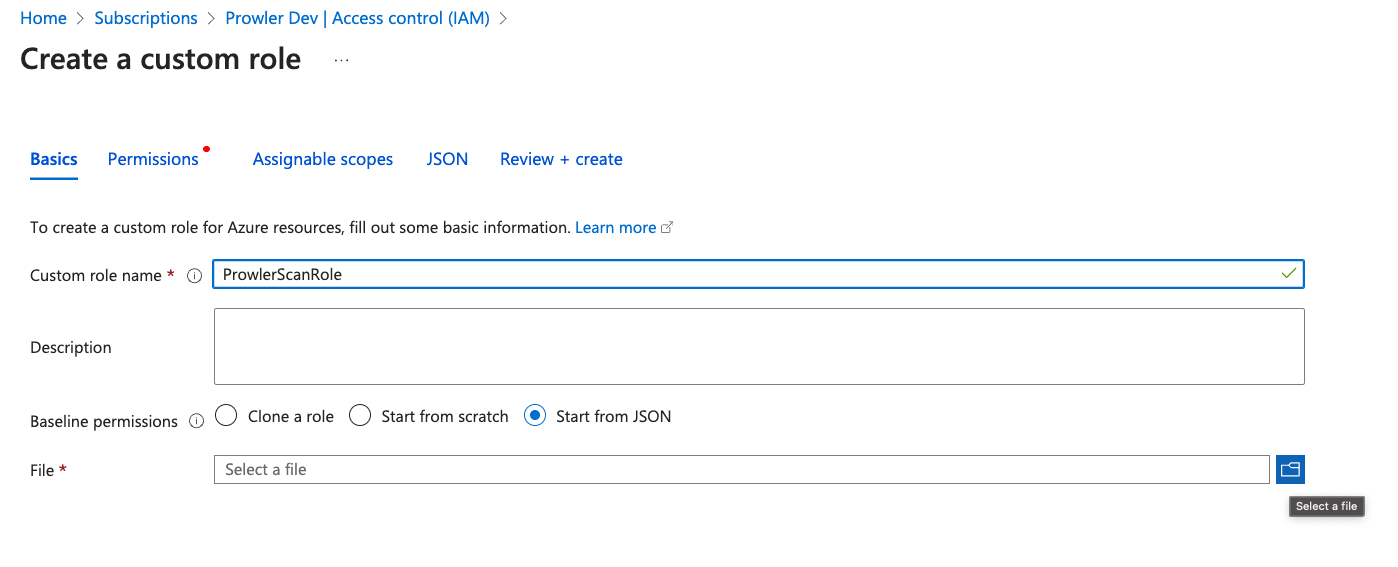 Home > Subscriptions > Prowler Dev | Access control (IAM) >
Create a custom role ...
Basics Permissions Assignable scopes JSON Review + create
To create a custom role for Azure resources, fill out some basic information. Learn more
Custom role name * ProwlerScanRole
Description
Baseline permissions Clone a role Start from scratch Start from JSON
File * Select a file
Select a file